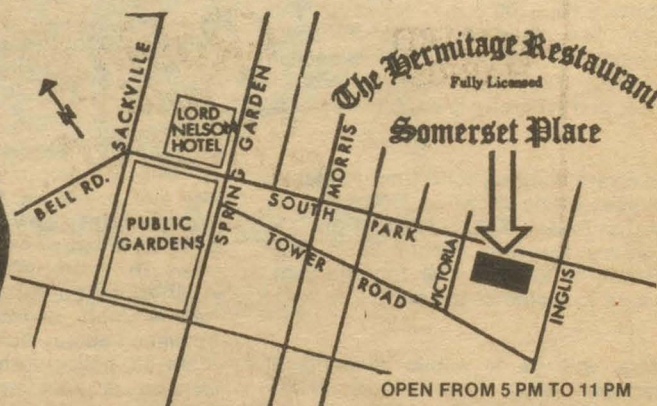 The Hermitage Restaurant
Fully Licensed
Somerset Place
SACKVILLE
SPRING GARDEN
LORD
NELSON
HOTEL
MORRIS
BELL RD.
PUBLIC
GARDENS
SOUTH PARK
TOWER ROAD
VICTORIA
INGLIS
N
OPEN FROM 5 PM TO 11 PM